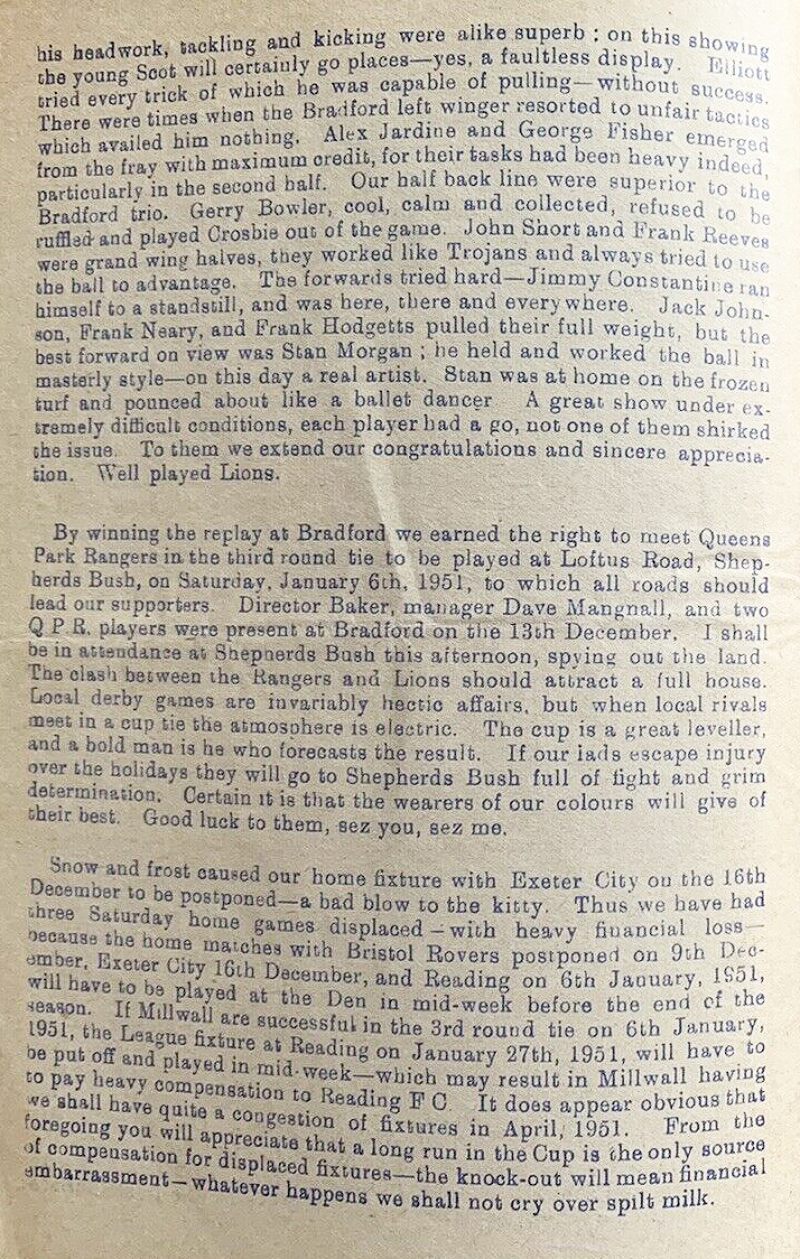 his headwork, tackling and kicking were alike superb ; on this showing
the young Scot will certainly go places—yes, a faultless display. Elliott
tried every trick of which he was capable of pulling—without success.
There were times when the Bradford left winger resorted to unfair tactics
which availed him nothing. Alex Jardine and George Fisher emerged
from the fray with maximum credit, for their tasks had been heavy indeed,
particularly in the second half. Our half back line were superior to the
Bradford trio. Gerry Bowler, cool, calm and collected, refused to be
ruffled and played Crosbie out of the game. John Short and Frank Reeves
were grand wing halves, they worked like Trojans and always tried to use
the ball to advantage. The forwards tried hard—Jimmy Constantine ran
himself to a standstill, and was here, there and everywhere. Jack John-
son, Frank Neary, and Frank Hodgetts pulled their full weight, but the
best forward on view was Stan Morgan ; he held and worked the ball in
masterly style—on this day a real artist. Stan was at home on the frozen
turf and pounced about like a ballet dancer A great show under ex-
tremely difficult conditions, each player had a go, not one of them shirked
the issue. To them we extend our congratulations and sincere apprecia-
tion. Well played Lions.
By winning the replay at Bradford we earned the right to meet Queens
Park Rangers in the third round tie to be played at Loftus Road, Shep-
herds Bush, on Saturday, January 6th, 1951, to which all roads should
lead our supporters. Director Baker, manager Dave Mangnall, and two
Q P.R. players were present at Bradford on the 13th December. I shall
be in attendance at Shepherds Bush this afternoon, spying out the land.
The clash between the Rangers and Lions should attract a full house.
Local derby games are invariably hectic affairs, but when local rivals
meet in a cup tie the atmosphere is electric. The cup is a great leveller,
and a bold man is he who forecasts the result. If our lads escape injury
over the holidays they will go to Shepherds Bush full of fight and grim
determination. Certain it is that the wearers of our colours will give of
their best. Good luck to them, sez you, sez me.
Snow and frost caused our home fixture with Exeter City on the 16th
December to be postponed—a bad blow to the kitty. Thus we have had
three Saturday home games displaced—with heavy financial loss—
because the home matches with Bristol Rovers postponed on 9th Dec-
ember, Exeter City 16th December, and Reading on 6th January, 1951,
will have to be played at the Den in mid-week before the end of the
season. If Millwall are successful in the 3rd round tie on 6th January,
1951, the League fixture at Reading on January 27th, 1951, will have to
be put off and played in mid-week—which may result in Millwall having
to pay heavy compensation to Reading F C. It does appear obvious that
we shall have quite a congestion of fixtures in April, 1951. From the
foregoing you will appreciate that a long run in the Cup is the only source
of compensation for displaced fixtures—the knock-out will mean financial
embarrassment—whatever happens we shall not cry over spilt milk.